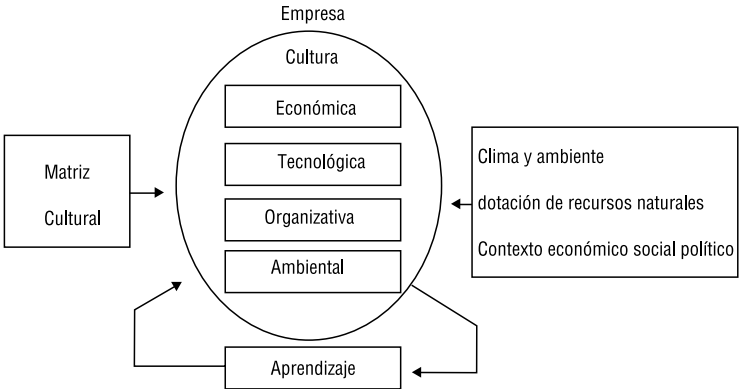 Empresa
Cultura
Económica
Tecnológica
Organizativa
Ambiental
Matriz
Cultural
Clima y ambiente
dotación de recursos naturales
Contexto económico social político
Aprendizaje